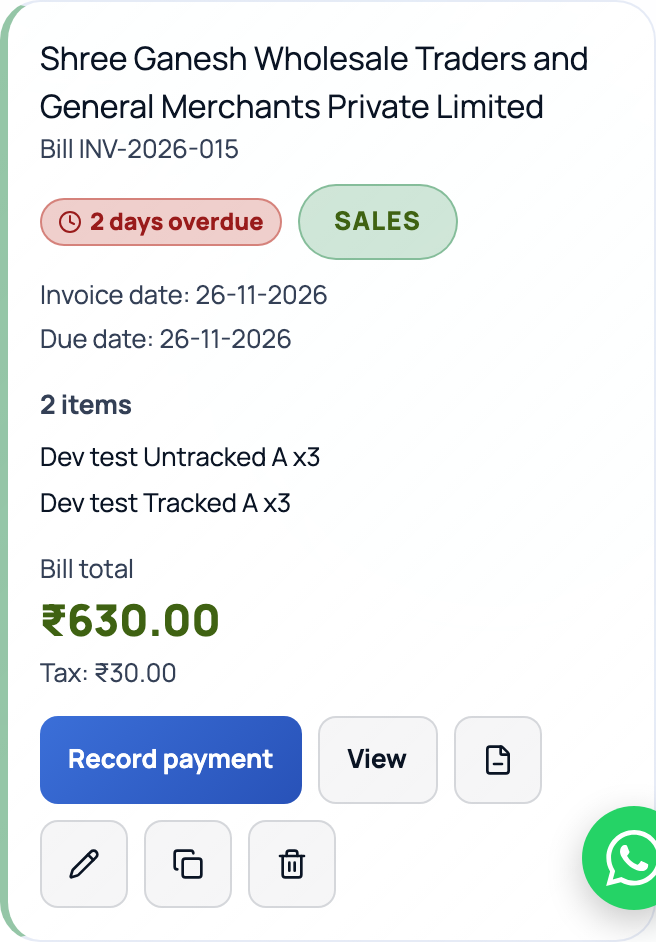 Shree Ganesh Wholesale Traders and
General Merchants Private Limited
Bill INV-2026-015
2 days overdue
SALES
Invoice date: 26-11-2026
Due date: 26-11-2026
2 items
Dev test Untracked A x3
Dev test Tracked A x3
Bill total
₹630.00
Tax: ₹30.00
Record payment
View